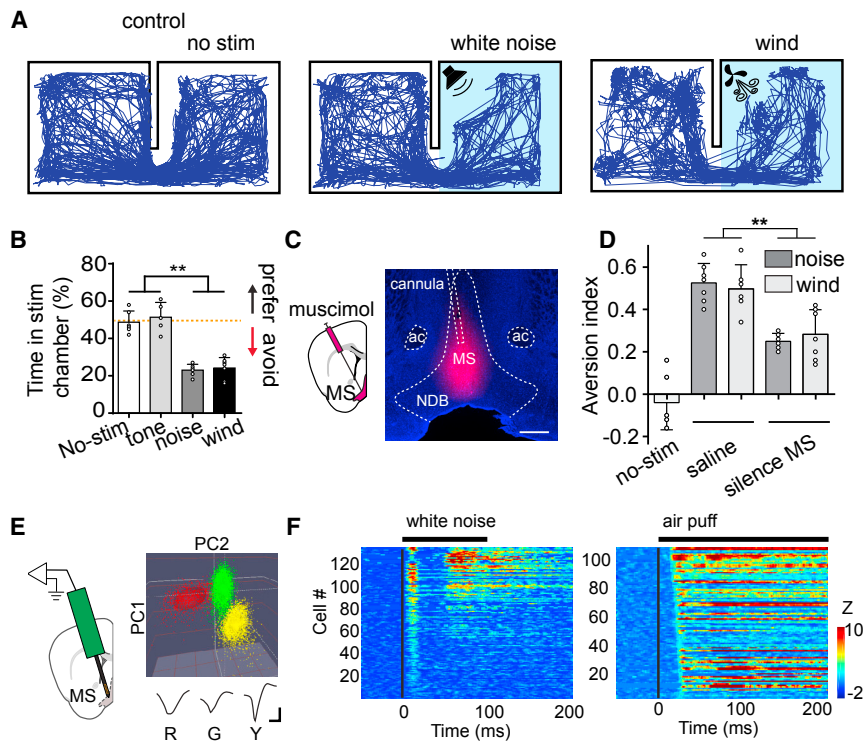 A
control
no stim
white noise
wind
B
Time in stim
chamber (%)
80
60
40
20
0
**
prefer
avoid
No-stim
tone
noise
wind
C
muscimol
MS
cannula
ac
ac
MS
NDB
D
Aversion index
0.6
0.4
0.2
0.0
-0.2
**
noise
wind
no-stim
saline
silence MS
E
MS
PC2
PC1
R G Y
F
white noise
air puff
Cell #
120
100
80
60
40
20
0 200
Time (ms)
100
80
60
40
20
0 200
Time (ms)
Z
10
-2